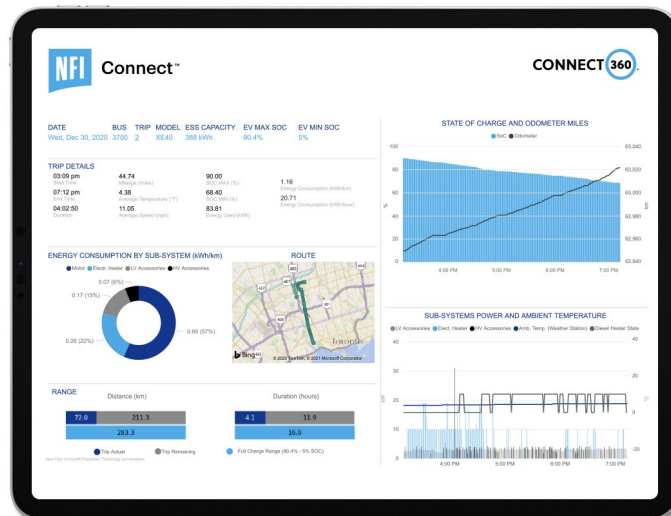 NFI Connect™
CONNECT 360
DATE BUS TRIP MODEL ESS CAPACITY EV MAX SOC EV MIN SOC
Wed, Dec 30, 2020 3700 2 XE40 388 kWh 90.4% 5%
TRIP DETAILS
03:09 pm 44.74 90.00 1.16
Start Time Mileage (miles) SOC MAX (%) Energy Consumption (kWh/km)
07:12 pm 4.38 68.40 20.71
End Time Average Temperature (°F) SOC MIN (%) Energy Consumption (kWh/hour)
04:02:50 11.05 83.81
Duration Average Speed (mph) Energy Used (kWh)
ENERGY CONSUMPTION BY SUB-SYSTEM (kWh/km)
Motor Electr. heater LV Accessories HV Accessories
0.07 (6%)
0.17 (15%)
0.66 (57%)
0.26 (22%)
ROUTE
Toronto
Bing
© 2020 TomTom, © 2021 Microsoft Corporation
RANGE
Distance (km)
72.0 211.3
283.3
Duration (hours)
4.1 11.9
16.0
Trip Actual Trip Remaining Full Charge Range (90.4% - 5% SOC)
STATE OF CHARGE AND ODOMETER MILES
SoC Odometer
100 63,040
80 63,020
60 63,000
40 62,980
20 62,960
0 62,940
% km
4:00 PM 5:00 PM 6:00 PM 7:00 PM
SUB-SYSTEMS POWER AND AMBIENT TEMPERATURE
LV Accessories Elect. Heater HV Accessories Amb. Temp. (Weather Station) Diesel Heater State
40 40
30 20
20 0
10 -20
0
kW
4:00 PM 5:00 PM 6:00 PM 7:00 PM